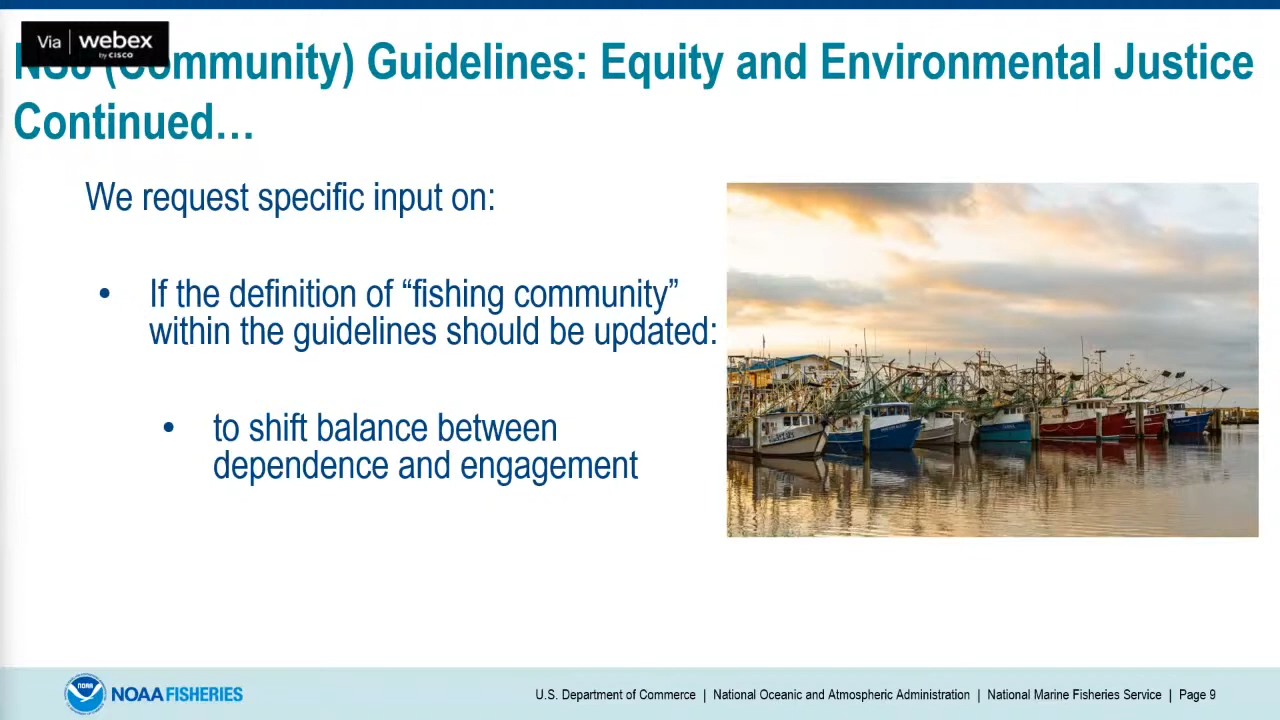 Via webex
by CISCO
(Community) Guidelines: Equity and Environmental Justice
Continued…
We request specific input on:
• If the definition of “fishing community”
within the guidelines should be updated:
• to shift balance between
dependence and engagement
NOAA
NOAA FISHERIES
U.S. Department of Commerce | National Oceanic and Atmospheric Administration | National Marine Fisheries Service | Page 9